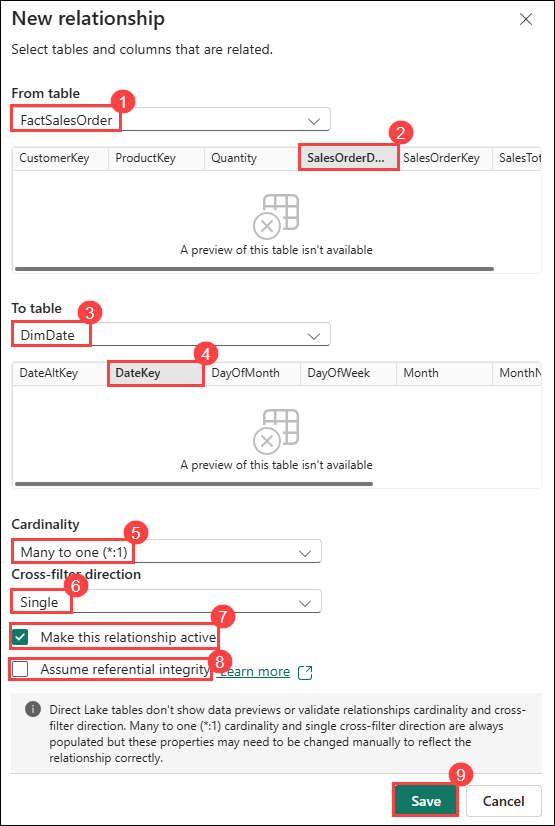 New relationship
Select tables and columns that are related.
From table
1
FactSalesOrder
2
CustomerKey ProductKey Quantity SalesOrderD... SalesOrderKey SalesTot
A preview of this table isn't available
To table
3
DimDate
4
DateAltKey DateKey DayOfMonth DayOfWeek Month MonthN
A preview of this table isn't available
Cardinality
5
Many to one (*:1)
Cross-filter direction
6
Single
7
Make this relationship active
8
Assume referential integrity Learn more
Direct Lake tables don't show data previews or validate relationships cardinality and cross-
filter direction. Many to one (*:1) cardinality and single cross-filter direction are always
populated but these properties may need to be changed manually to reflect the
relationship correctly.
9
Save Cancel